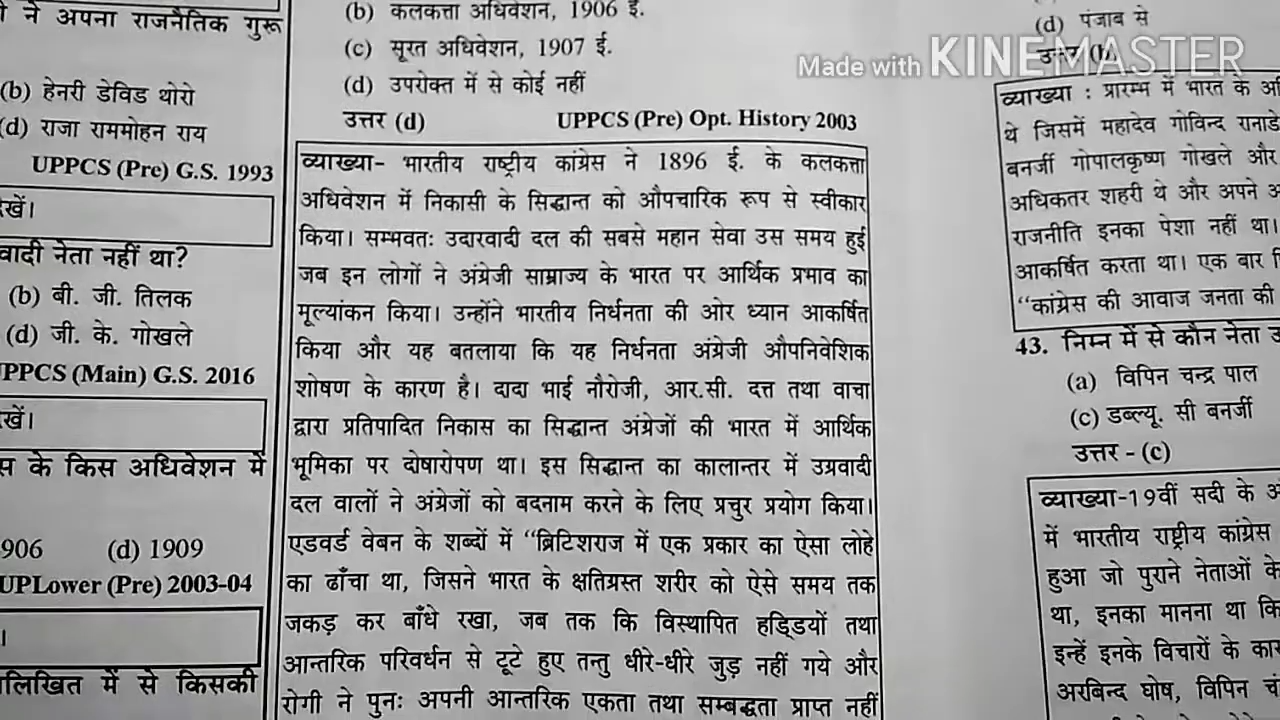 ने अपना राजनैतिक गुरू
(b) हेनरी डेविड थोरो
(d) राजा राममोहन राय
UPPCS (Pre) G.S. 1993
देखें।
वादी नेता नहीं था?
(b) बी. जी. तिलक
(d) जी. के. गोखले
UPPCS (Main) G.S. 2016
के किस अधिवेशन में
906 (d) 1909
UPLower (Pre) 2003-04
लिखित में से किसकी
(b) कलकत्ता अधिवेशन, 1906 ई.
(c) सूरत अधिवेशन, 1907 ई.
(d) उपरोक्त में से कोई नहीं
उत्तर (d) UPPCS (Pre) Opt. History 2003
व्याख्या- भारतीय राष्ट्रीय कांग्रेस ने 1896 ई. के कलकत्ता
अधिवेशन में निकासी के सिद्धान्त को औपचारिक रूप से स्वीकार
किया। सम्भवतः उदारवादी दल की सबसे महान सेवा उस समय हुई
जब इन लोगों ने अंग्रेजी साम्राज्य के भारत पर आर्थिक प्रभाव का
मूल्यांकन किया। उन्होंने भारतीय निर्धनता की ओर ध्यान आकर्षित
किया और यह बतलाया कि यह निर्धनता अंग्रेजी औपनिवेशिक
शोषण के कारण है। दादा भाई नौरोजी, आर.सी. दत्त तथा वाचा
द्वारा प्रतिपादित निकास का सिद्धान्त अंग्रेजों की भारत में आर्थिक
भूमिका पर दोषारोपण था। इस सिद्धान्त का कालान्तर में उग्रवादी
दल वालों ने अंग्रेजों को बदनाम करने के लिए प्रचुर प्रयोग किया।
एडवर्ड वेबन के शब्दों में "ब्रिटिशराज में एक प्रकार का ऐसा लोहे
का ढाँचा था, जिसने भारत के क्षतिग्रस्त शरीर को ऐसे समय तक
जकड़ कर बाँधे रखा, जब तक कि विस्थापित हड्डियों तथा
आन्तरिक परिवर्धन से टूटे हुए तन्तु धीरे-धीरे जुड़ नहीं गये और
रोगी ने पुनः अपनी आन्तरिक एकता तथा सम्बद्धता प्राप्त नहीं
(d) पंजाब से
उत्तर (b)
Made with KINEMASTER
व्याख्या : प्रारम्भ में भारत के
थे जिसमें महादेव गोविन्द रानाडे
बनर्जी गोपालकृष्ण गोखले और
अधिकतर शहरी थे और अपने
राजनीति इनका पेशा नहीं था।
आकर्षित करता था। एक बार
"कांग्रेस की आवाज जनता की
43. निम्न में से कौन नेता
(a) विपिन चन्द्र पाल
(c) डब्ल्यू. सी बनर्जी
उत्तर - (c)
व्याख्या-19वीं सदी के
में भारतीय राष्ट्रीय कांग्रेस
हुआ जो पुराने नेताओं के
था, इनका मानना था कि
इन्हें इनके विचारों के
अरबिन्द घोष, विपिन